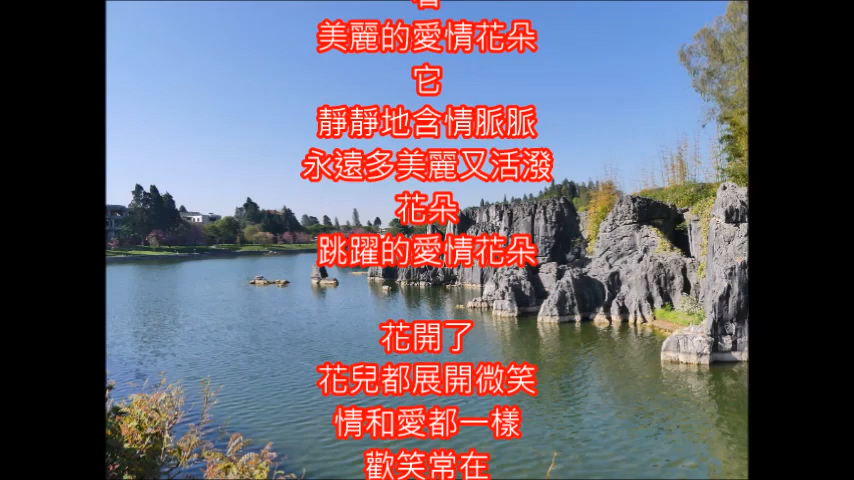 美麗的愛情花朵
它
靜靜地含情脈脈
永遠多美麗又活潑
花朵
跳躍的愛情花朵
花開了
花兒都展開微笑
情和愛都一樣
歡笑常在